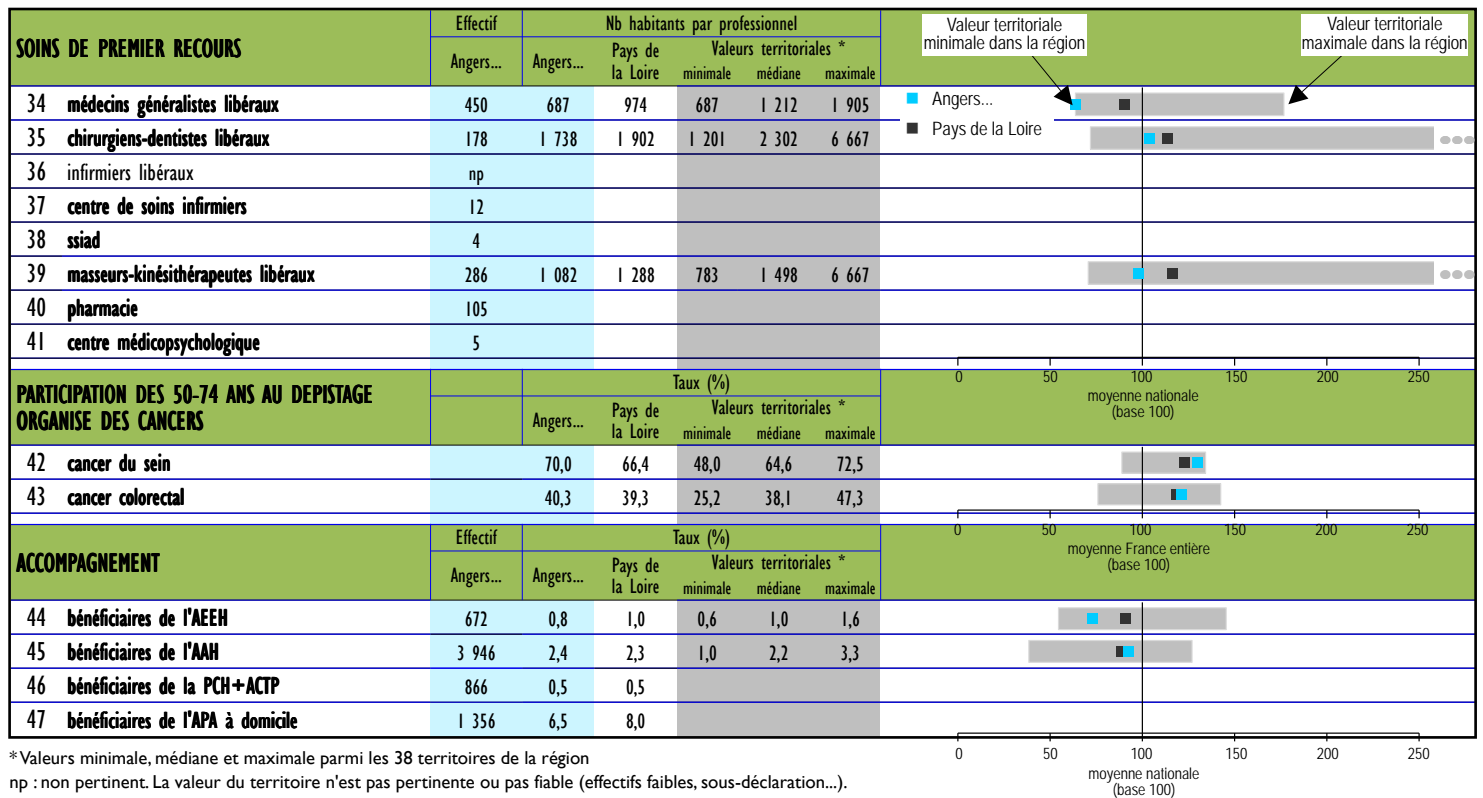 SOINS DE PREMIER RECOURS
Effectif
Nb habitants par professionnel
Angers...
Angers...
Pays de la Loire
Valeurs territoriales *
minimale médiane maximale
Valeur territoriale minimale dans la région
Valeur territoriale maximale dans la région
34 médecins généralistes libéraux 450 687 974 687 1 212 1 905
Angers...
Pays de la Loire
35 chirurgiens-dentistes libéraux 178 1 738 1 902 1 201 2 302 6 667
36 infirmiers libéraux np
37 centre de soins infirmiers 12
38 ssiad 4
39 masseurs-kinésithérapeutes libéraux 286 1 082 1 288 783 1 498 6 667
40 pharmacie 105
41 centre médicopsychologique 5
0 50 100 150 200 250
moyenne nationale
(base 100)
PARTICIPATION DES 50-74 ANS AU DEPISTAGE
ORGANISE DES CANCERS
Taux (%)
Angers...
Pays de la Loire
Valeurs territoriales *
minimale médiane maximale
42 cancer du sein 70,0 66,4 48,0 64,6 72,5
43 cancer colorectal 40,3 39,3 25,2 38,1 47,3
0 50 100 150 200 250
moyenne France entière
(base 100)
ACCOMPAGNEMENT
Effectif
Taux (%)
Angers...
Angers...
Pays de la Loire
Valeurs territoriales *
minimale médiane maximale
44 bénéficiaires de l'AEEH 672 0,8 1,0 0,6 1,0 1,6
45 bénéficiaires de l'AAH 3 946 2,4 2,3 1,0 2,2 3,3
46 bénéficiaires de la PCH+ACTP 866 0,5 0,5
47 bénéficiaires de l'APA à domicile 1 356 6,5 8,0
0 50 100 150 200 250
moyenne nationale
(base 100)
* Valeurs minimale, médiane et maximale parmi les 38 territoires de la région
np : non pertinent. La valeur du territoire n'est pas pertinente ou pas fiable (effectifs faibles, sous-déclaration...).